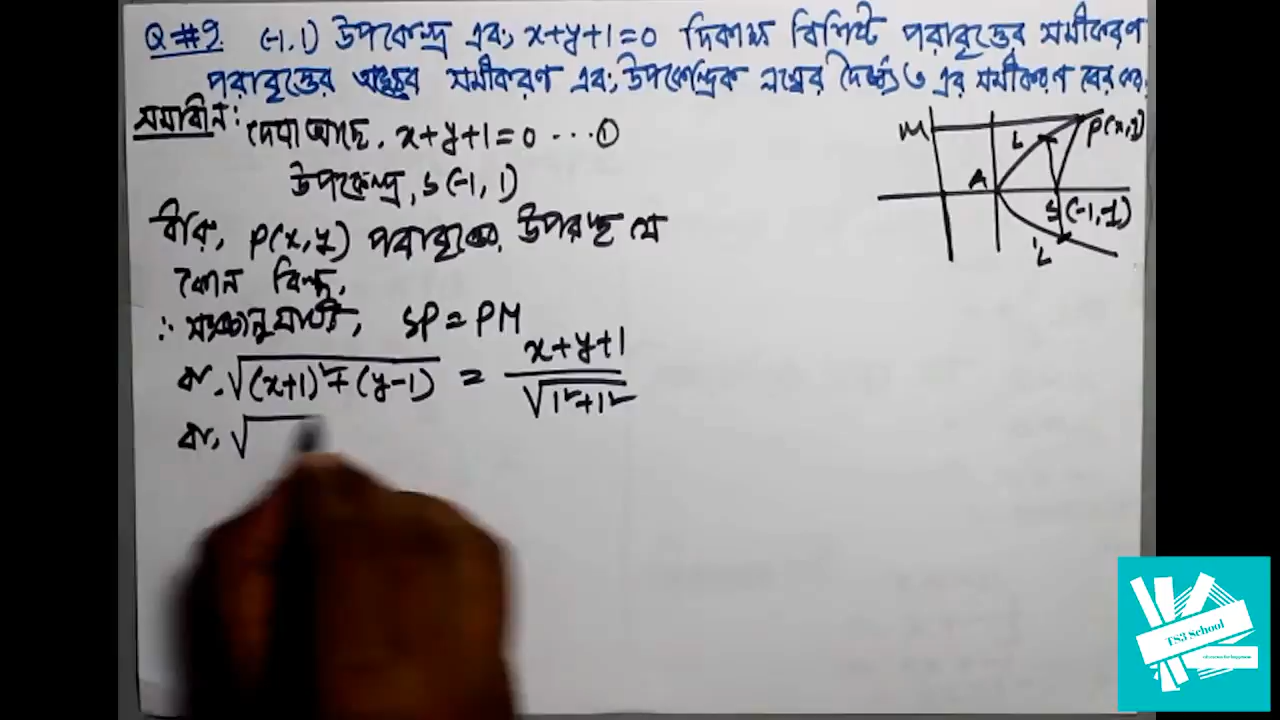 Q#9. (-1,1) উপকেন্দ্র এবং x+y+1=0 দিকাক্ষ বিশিষ্ট পরাবৃত্তের সমীকরণ
পরাবৃত্তের অক্ষের সমীকরণ এবং উপকেন্দ্রিক লম্বের দৈর্ঘ্য ও এর সমীকরণ বের কর.
সমাধান: দেয়া আছে, x+y+1=0 ...①
উপকেন্দ্র, S(-1, 1)
ধরি, P(x,y) পরাবৃত্তের উপরস্থ যে
কোন বিন্দু,
∴ সংজ্ঞানুযায়ী, SP = PM
বা, √(x+1)²+(y-1) = x+y+1/√1²+1²
বা, √
M
L
P(x,y)
A
S(-1,1)
L'
TS3 School